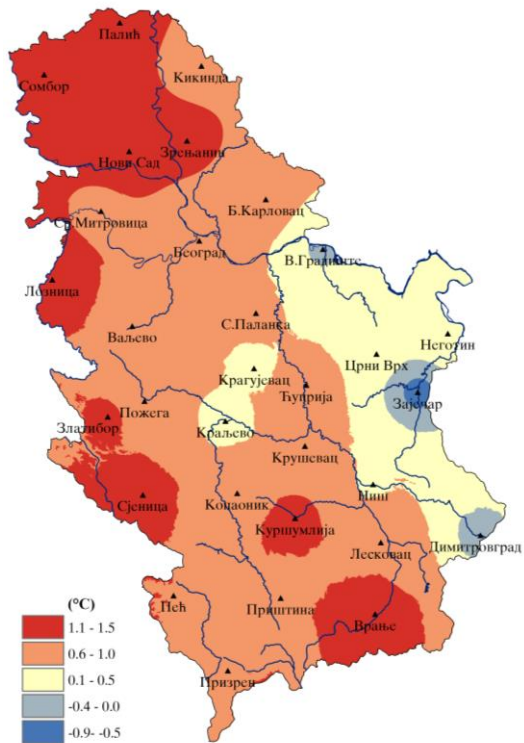 Палић
Кикинда
Сомбор
Зрењанин
Нови Сад
Б.Карловац
Ср.Митровица
Београд
В.Градиште
Лозница
С.Паланка
Ваљево
Неготин
Црни Врх
Крагујевац
Ћуприја
Зајечар
Пожега
Златибор
Краљево
Крушевац
Ниш
Сјеница
Копаоник
Куршумлија
Димитровград
Лесковац
Пећ
Приштина
Врање
Призрен
(°C)
1.1 - 1.5
0.6 - 1.0
0.1 - 0.5
-0.4 - 0.0
-0.9- -0.5